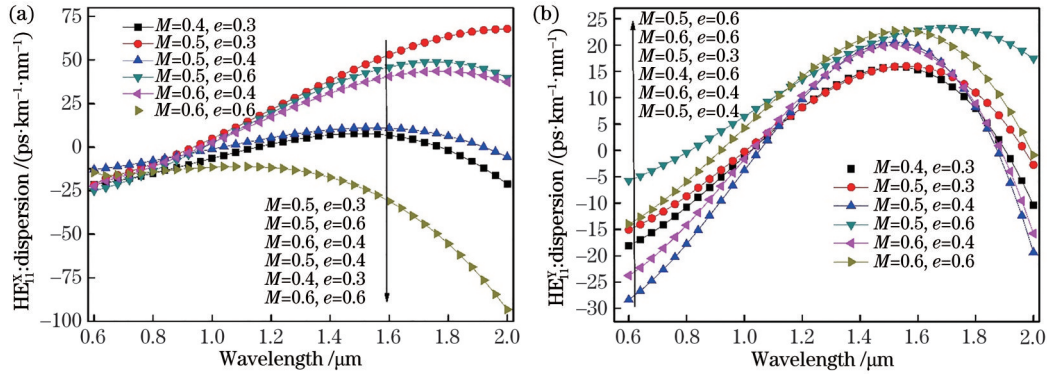 (a)
75
50
25
0
−25
−50
−75
−100
HE₁₁ˣ:dispersion /(ps·km⁻¹·nm⁻¹)
M=0.4, e=0.3
M=0.5, e=0.3
M=0.5, e=0.4
M=0.5, e=0.6
M=0.6, e=0.4
M=0.6, e=0.6
M=0.5, e=0.3
M=0.5, e=0.6
M=0.6, e=0.4
M=0.5, e=0.4
M=0.4, e=0.3
M=0.6, e=0.6
0.6 0.8 1.0 1.2 1.4 1.6 1.8 2.0
Wavelength /μm
(b)
25
20
15
10
5
0
−5
−10
−15
−20
−25
−30
HE₁₁ʸ:dispersion /(ps·km⁻¹·nm⁻¹)
M=0.5, e=0.6
M=0.6, e=0.6
M=0.5, e=0.3
M=0.4, e=0.6
M=0.6, e=0.4
M=0.5, e=0.4
M=0.4, e=0.3
M=0.5, e=0.3
M=0.5, e=0.4
M=0.5, e=0.6
M=0.6, e=0.4
M=0.6, e=0.6
0.6 0.8 1.0 1.2 1.4 1.6 1.8 2.0
Wavelength /μm